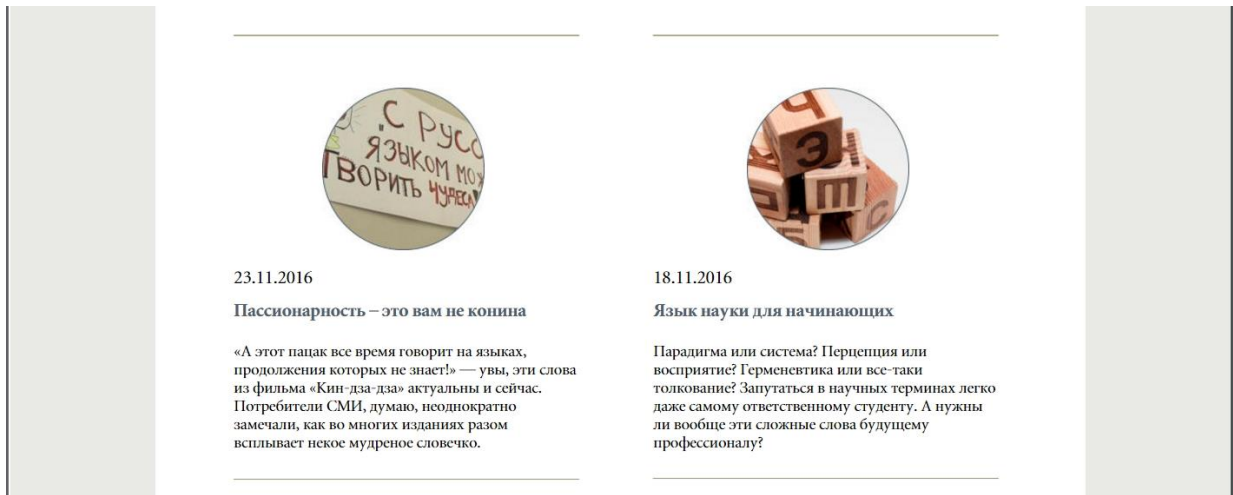 С РУСС
ЯЗЫКОМ МОЖ
ТВОРИТЬ ЧУДЕСА
Ч
Э
Ш
С
Б
23.11.2016
Пассионарность – это вам не конина
«А этот пацак все время говорит на языках,
продолжения которых не знает!» — увы, эти слова
из фильма «Кин-дза-дза» актуальны и сейчас.
Потребители СМИ, думаю, неоднократно
замечали, как во многих изданиях разом
всплывает некое мудреное словечко.
18.11.2016
Язык науки для начинающих
Парадигма или система? Перцепция или
восприятие? Герменевтика или все-таки
толкование? Запутаться в научных терминах легко
даже самому ответственному студенту. А нужны
ли вообще эти сложные слова будущему
профессионалу?